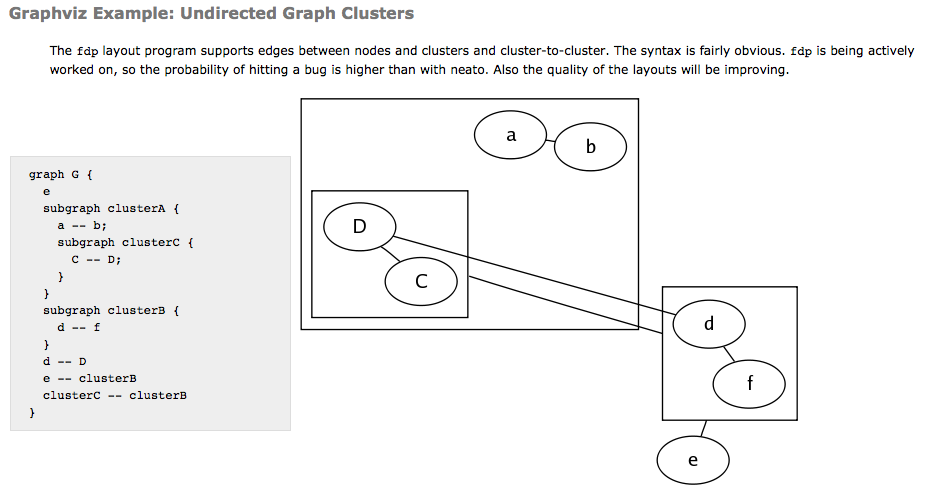 Graphviz Example: Undirected Graph Clusters
The fdp layout program supports edges between nodes and clusters and cluster-to-cluster. The syntax is fairly obvious. fdp is being actively
worked on, so the probability of hitting a bug is higher than with neato. Also the quality of the layouts will be improving.
graph G {
e
subgraph clusterA {
a -- b;
subgraph clusterC {
C -- D;
}
}
subgraph clusterB {
d -- f
}
d -- D
e -- clusterB
clusterC -- clusterB
}
a
b
D
C
d
f
e